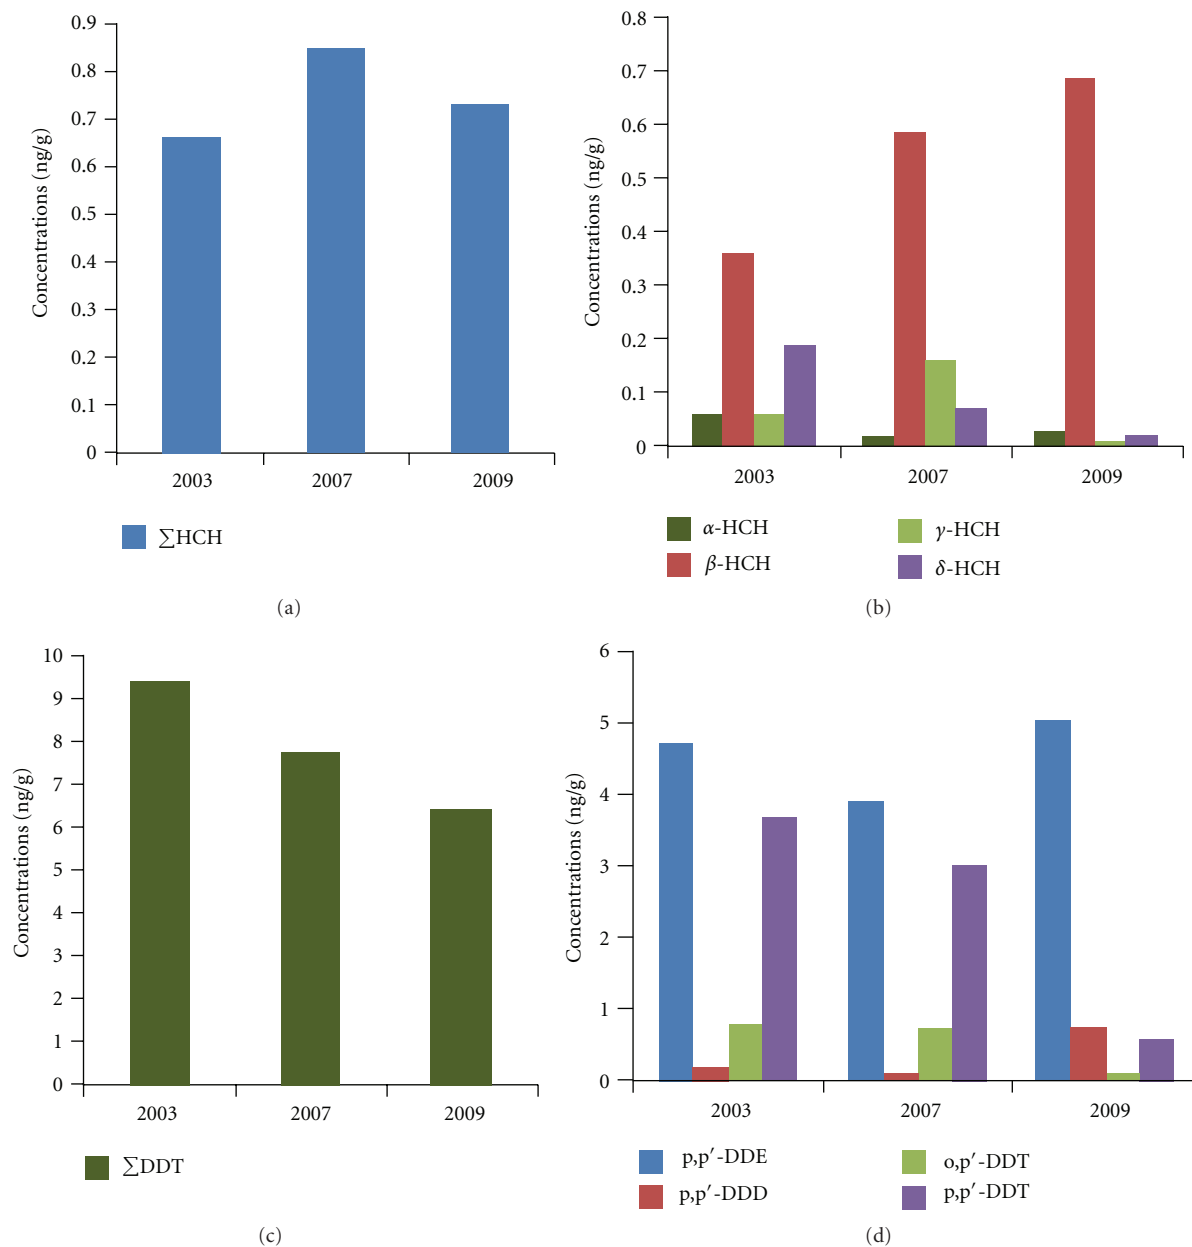 0.9
0.8
0.7
0.6
0.5
0.4
0.3
0.2
0.1
0
Concentrations (ng/g)
2003 2007 2009
∑HCH
(a)
0.8
0.7
0.6
0.5
0.4
0.3
0.2
0.1
0
Concentrations (ng/g)
2003 2007 2009
α-HCH γ-HCH
β-HCH δ-HCH
(b)
10
9
8
7
6
5
4
3
2
1
0
Concentrations (ng/g)
2003 2007 2009
∑DDT
(c)
6
5
4
3
2
1
0
Concentrations (ng/g)
2003 2007 2009
p,p′-DDE o,p′-DDT
p,p′-DDD p,p′-DDT
(d)